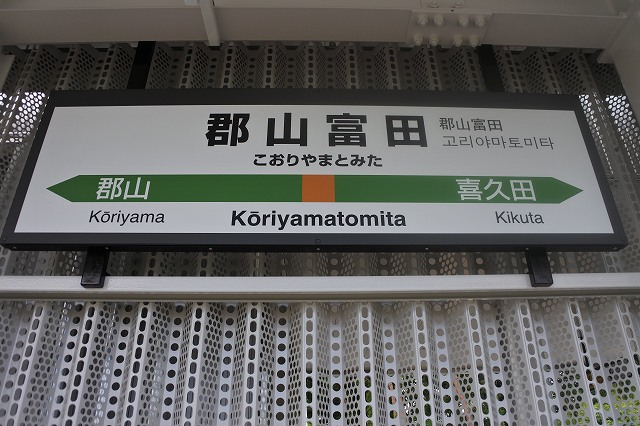 郡山富田
郡山富田
고리야마토미타
こおりやまとみた
郡山
喜久田
Kōriyama
Kōriyamatomita
Kikuta